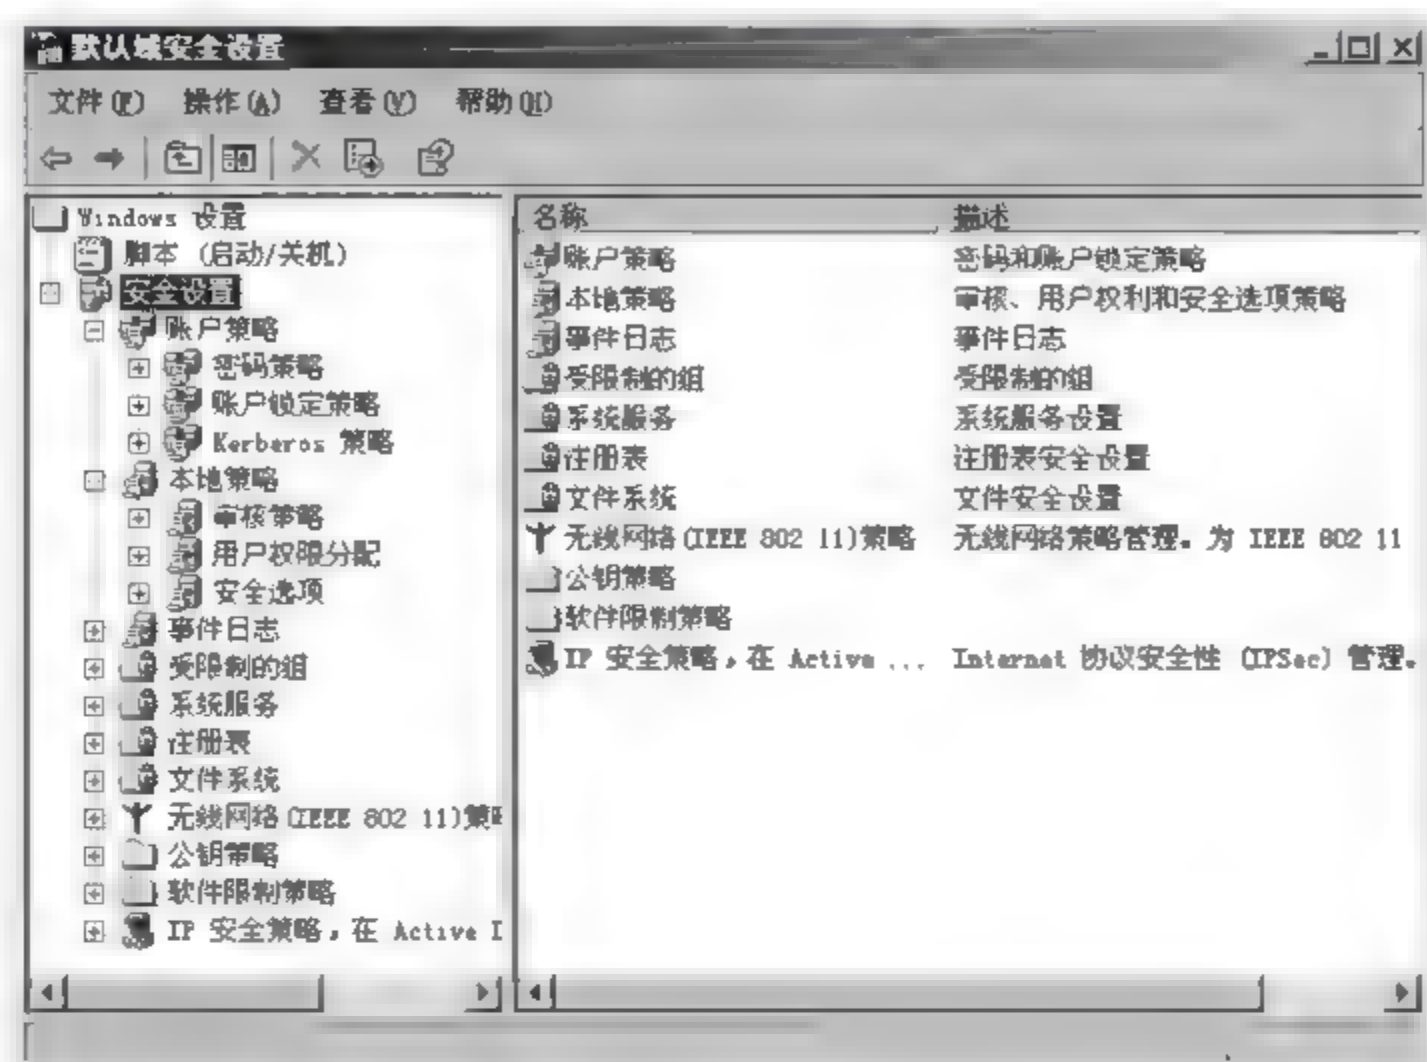 默认域安全设置
文件(F) 操作(A) 查看(V) 帮助(H)
Windows 设置
脚本 (启动/关机)
安全设置
账户策略
密码策略
账户锁定策略
Kerberos 策略
本地策略
审核策略
用户权限分配
安全选项
事件日志
受限制的组
系统服务
注册表
文件系统
无线网络(IEEE 802 11)策略
公钥策略
软件限制策略
IP 安全策略，在 Active I
名称 描述
账户策略 密码和账户锁定策略
本地策略 审核、用户权利和安全选项策略
事件日志 事件日志
受限制的组 受限制的组
系统服务 系统服务设置
注册表 注册表安全设置
文件系统 文件安全设置
无线网络(IEEE 802 11)策略 无线网络策略管理。为 IEEE 802 11
公钥策略
软件限制策略
IP 安全策略，在 Active ... Internet 协议安全性 (IPSec) 管理。